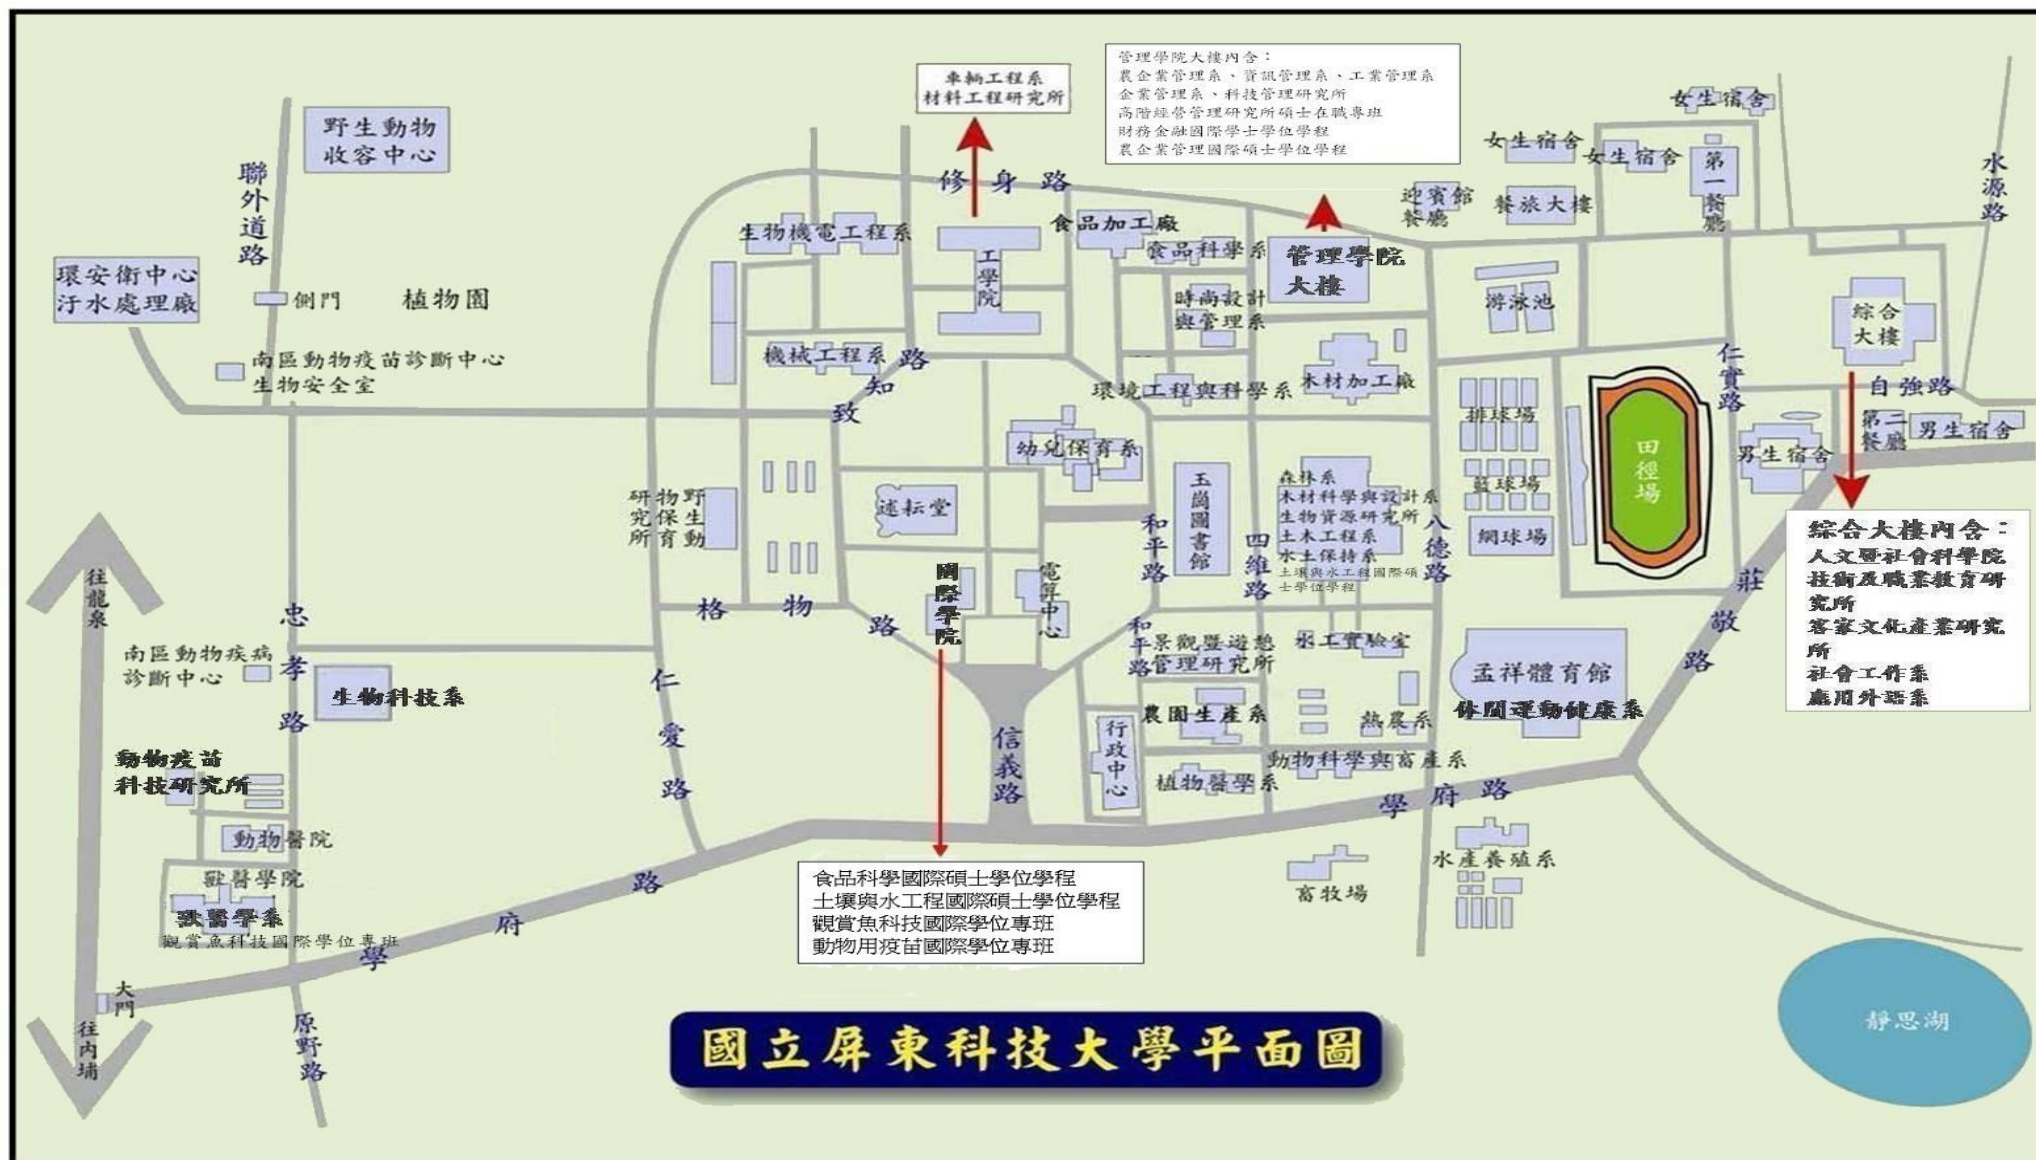 車輛工程系
材料工程研究所
管理學院大樓內含：
農企業管理系、資訊管理系、工業管理系
企業管理系、科技管理研究所
高階經營管理研究所碩士在職專班
財務金融國際學士學位學程
農企業管理國際碩士學位學程
女生宿舍
女生宿舍
女生宿舍
第一餐廳
水源路
野生動物
收容中心
聯外道路
修身路
迎賓館
餐廳
餐旅大樓
生物機電工程系
工學院
食品加工廠
食品科學系
管理學院
大樓
環安衛中心
汙水處理廠
側門
植物園
時尚設計
與管理系
游泳池
綜合
大樓
南區動物疫苗診斷中心
生物安全室
機械工程系
致知路
環境工程與科學系
木材加工廠
仁實路
自強路
排球場
田徑場
第二
餐廳
男生宿舍
男生宿舍
幼兒保育系
籃球場
網球場
野生動
物保育
研究所
述耘堂
和平路
玉崗圖書館
四維路
森林系
木材科學與設計系
生物資源研究所
土木工程系
水土保持系
土壤與水工程國際碩
士學位學程
八德路
綜合大樓內含：
人文暨社會科學院
技術及職業教育研
究所
客家文化產業研究
所
社會工作系
應用外語系
往龍泉
忠孝路
格物路
國際學院
電算中心
和平路
景觀暨遊憩
管理研究所
水工實驗室
莊敬路
孟祥體育館
休閒運動健康系
南區動物疾病
診斷中心
生物科技系
仁愛路
信義路
行政中心
農園生產系
熱農系
動物疫苗
科技研究所
植物醫學系
動物科學與畜產系
學府路
動物醫院
獸醫學院
獸醫學系
觀賞魚科技國際學位專班
學府路
食品科學國際碩士學位學程
土壤與水工程國際碩士學位學程
觀賞魚科技國際學位專班
動物用疫苗國際學位專班
畜牧場
水產養殖系
大門
往內埔
原野路
靜思湖
國立屏東科技大學平面圖